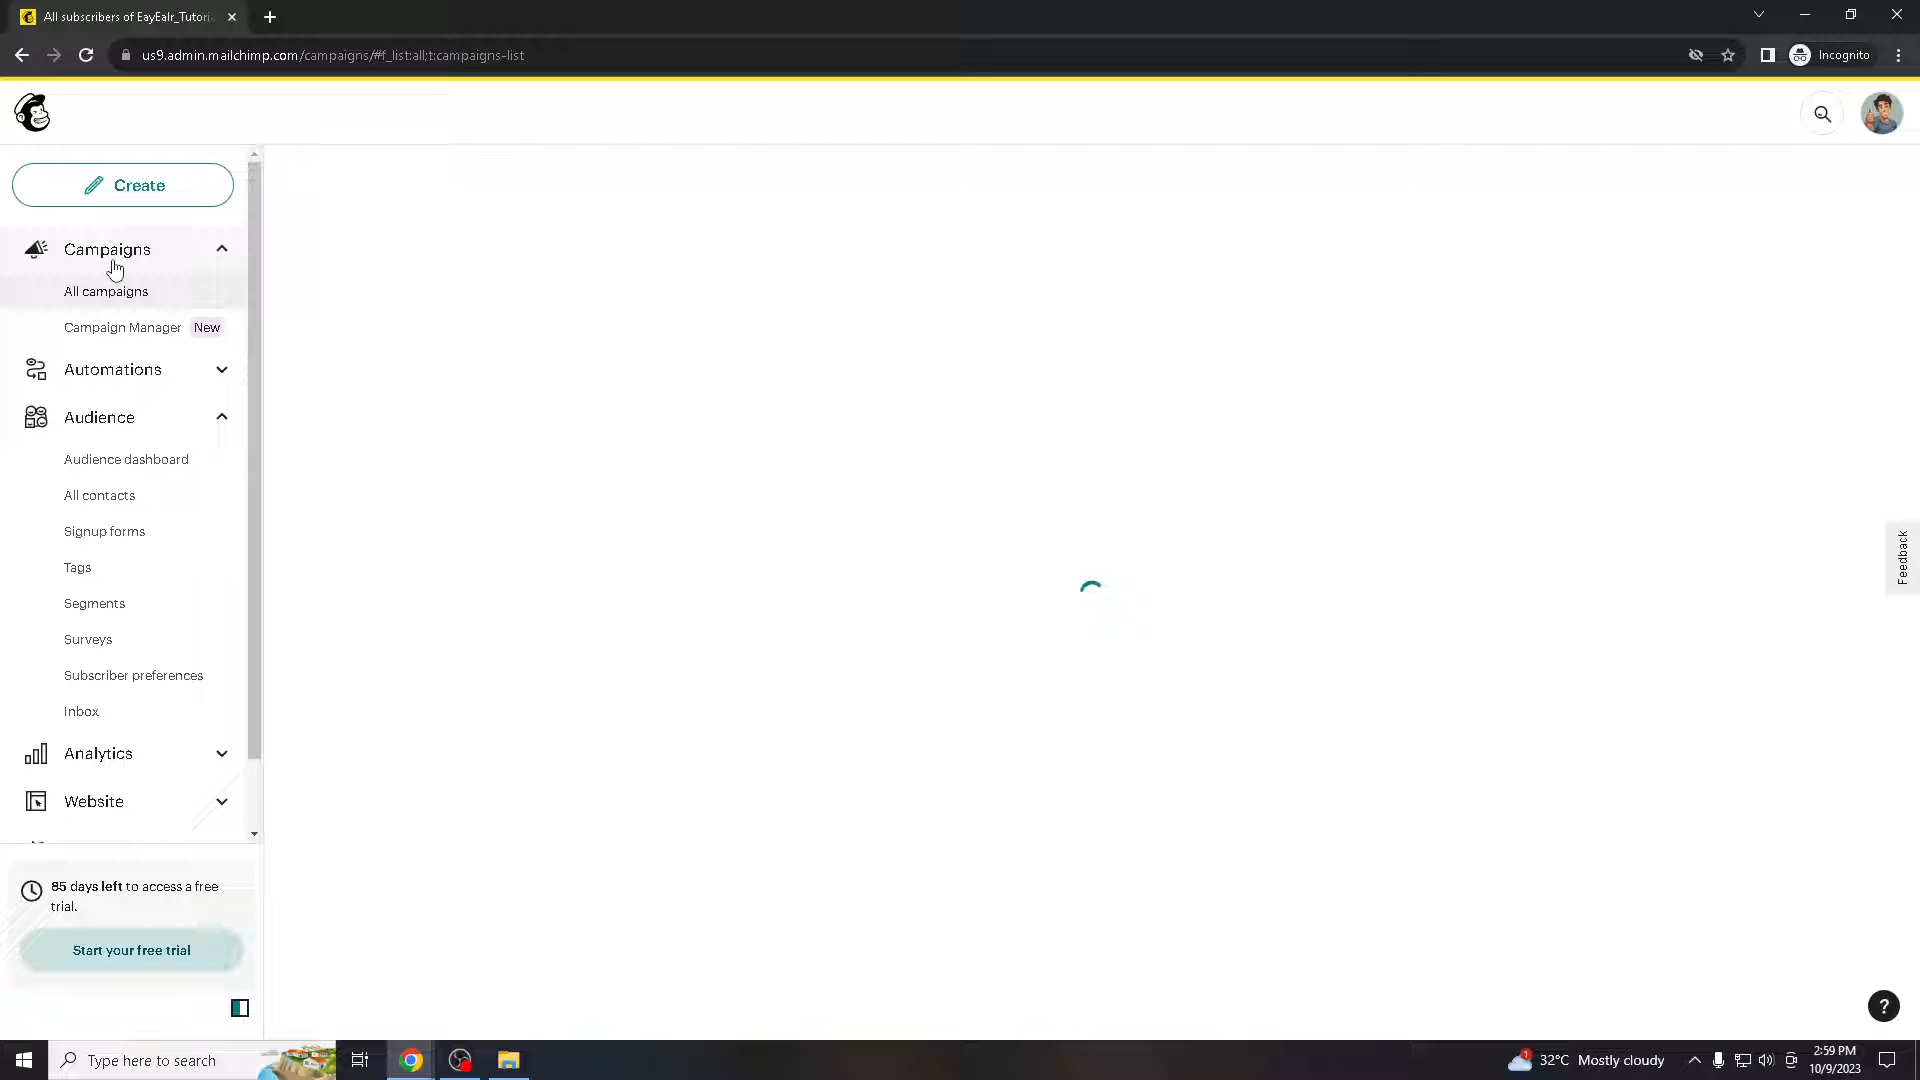 All subscribers of EayEalr_Tutori
us9.admin.mailchimp.com/campaigns/#f_list:all;t:campaigns-list
Incognito
Create
Campaigns
All campaigns
Campaign Manager New
Automations
Audience
Audience dashboard
All contacts
Signup forms
Tags
Segments
Surveys
Subscriber preferences
Inbox
Analytics
Website
85 days left to access a free
trial.
Start your free trial
Feedback
?
Type here to search
1
32°C Mostly cloudy
2:59 PM
10/9/2023